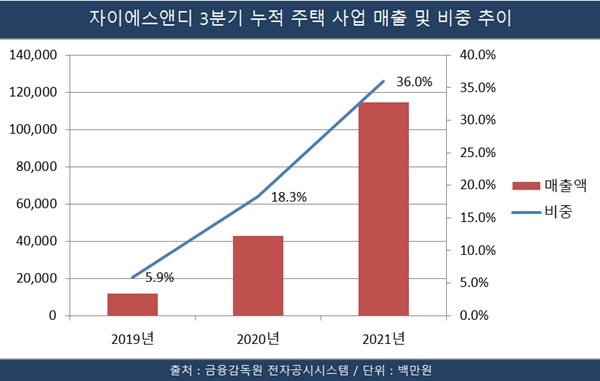 자이에스앤디 3분기 누적 주택 사업 매출 및 비중 추이
140,000
120,000
100,000
80,000
60,000
40,000
20,000
0
40.0%
35.0%
30.0%
25.0%
20.0%
15.0%
10.0%
5.0%
0.0%
5.9%
18.3%
36.0%
2019년
2020년
2021년
매출액
비중
출처 : 금융감독원 전자공시시스템 / 단위 : 백만원